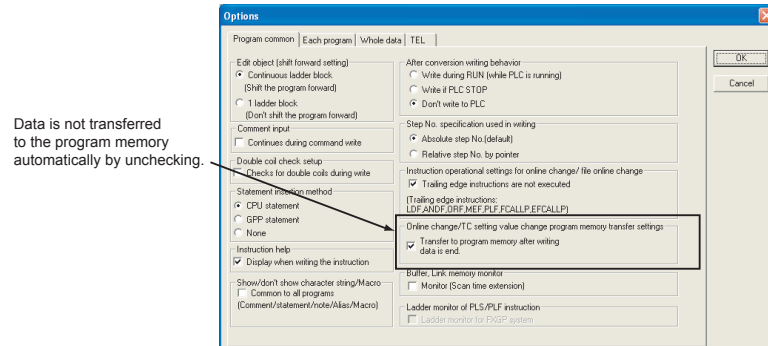 Options
Program common
Each program
Whole data
TEL
Edit object (shift forward setting)
Continuous ladder block
(Shift the program forward)
1 ladder block
(Don't shift the program forward)
Comment input
Continues during command write
Double coil check setup
Checks for double coils during write
Statement insertion method
CPU statement
GPP statement
None
Instruction help
Display when writing the instruction
Show/don't show character string/Macro
Common to all programs
(Comment/statement/note/Alias/Macro)
After conversion writing behavior
Write during RUN (while PLC is running)
Write if PLC STOP
Don't write to PLC
Step No. specification used in writing
Absolute step No.(default)
Relative step No. by pointer
Instruction operational settings for online change/ file online change
Trailing edge instructions are not executed
(Trailing edge instructions:
LDF,ANDF,ORF,MEF,PLF,FCALLP,EFCALLP)
Online change/TC setting value change program memory transfer settings
Transfer to program memory after writing
data is end.
Buffer, Link memory monitor
Monitor (Scan time extension)
Ladder monitor of PLS/PLF instruction
Ladder monitor for FXGP system
OK
Cancel
Data is not transferred
to the program memory
automatically by unchecking.